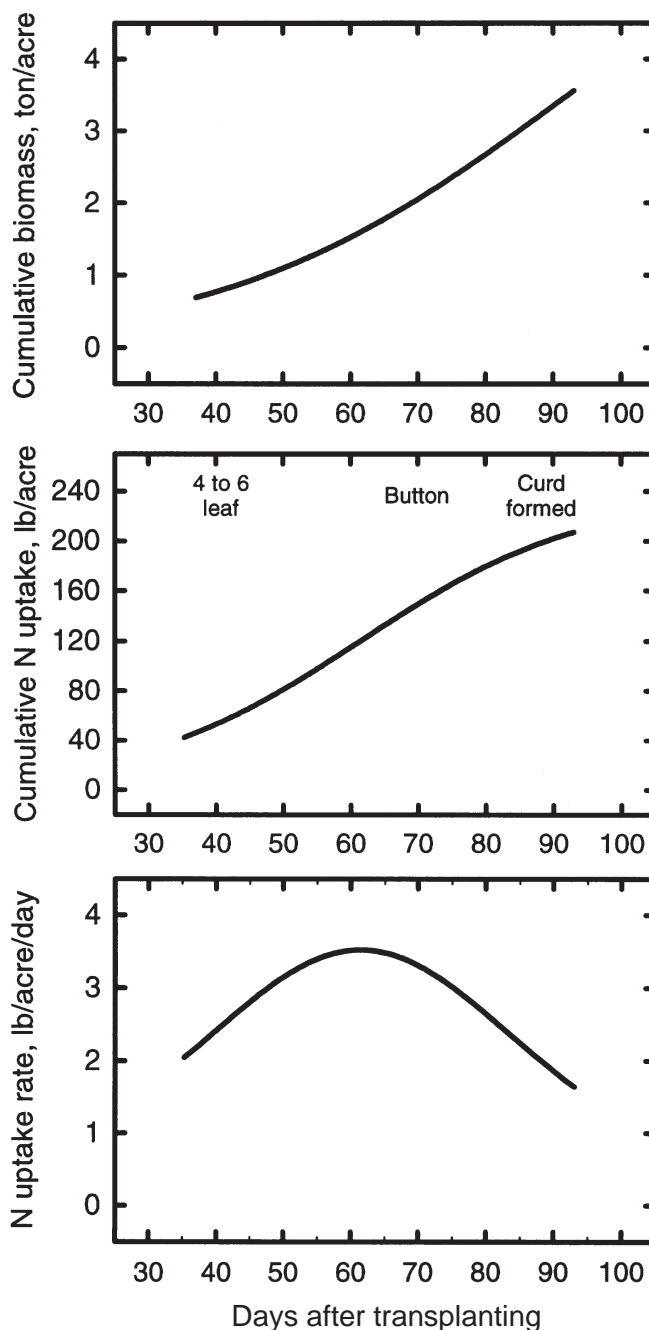 Cumulative biomass, ton/acre
4
3
2
1
0
30 40 50 60 70 80 90 100
Cumulative N uptake, lb/acre
240
200
160
120
80
40
0
4 to 6
leaf
Button
Curd
formed
30 40 50 60 70 80 90 100
N uptake rate, lb/acre/day
4
3
2
1
0
30 40 50 60 70 80 90 100
Days after transplanting